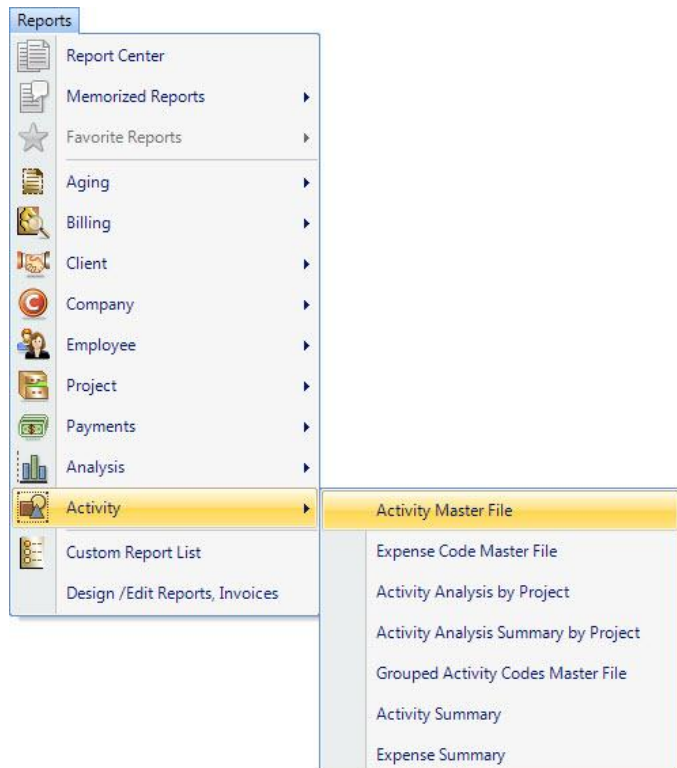 Reports
Report Center
Memorized Reports
Favorite Reports
Aging
Billing
Client
Company
Employee
Project
Payments
Analysis
Activity
Custom Report List
Design /Edit Reports, Invoices
Activity Master File
Expense Code Master File
Activity Analysis by Project
Activity Analysis Summary by Project
Grouped Activity Codes Master File
Activity Summary
Expense Summary